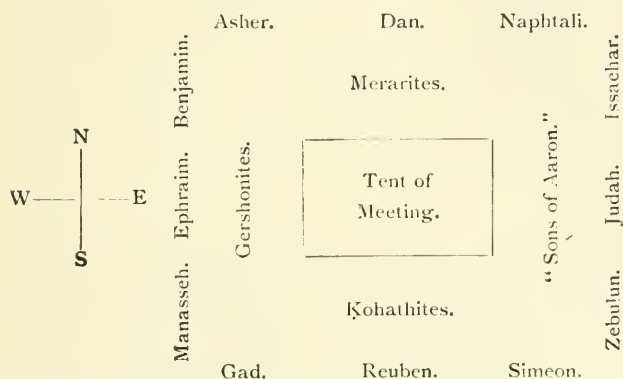 Asher. Dan. Naphtali.
Benjamin.
Issachar.
Merarites.
N
W E
S
Ephraim.
Gershonites.
Tent of
Meeting.
"Sons of Aaron."
Judah.
Manasseh.
Kohathites.
Zebulun.
Gad. Reuben. Simeon.